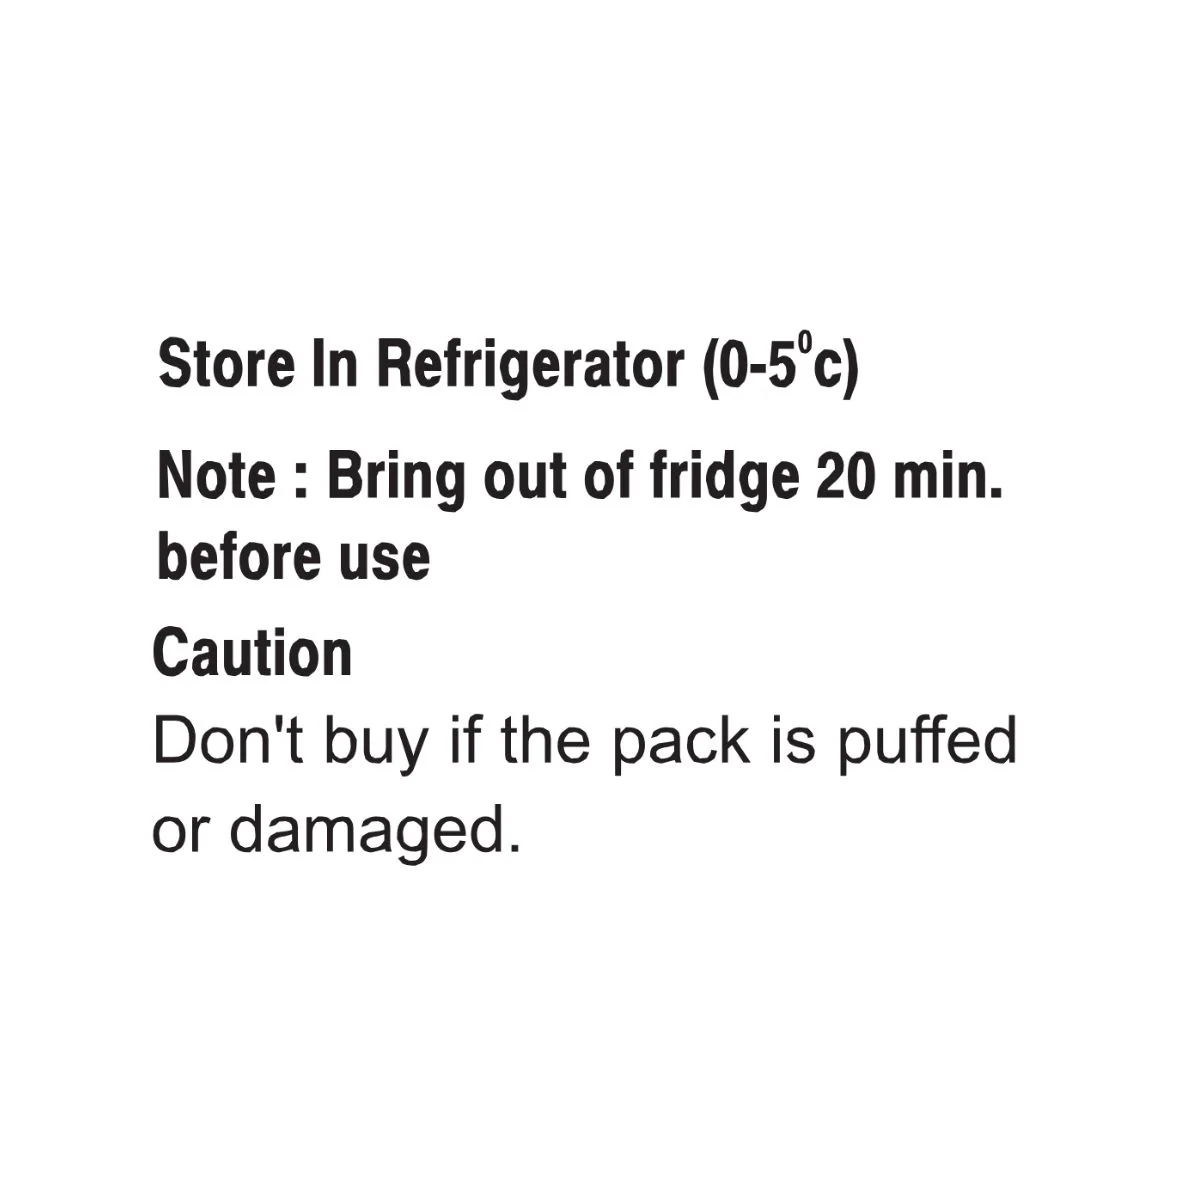 Store In Refrigerator (0-5⁰c)
Note : Bring out of fridge 20 min.
before use
Caution
Don't buy if the pack is puffed
or damaged.